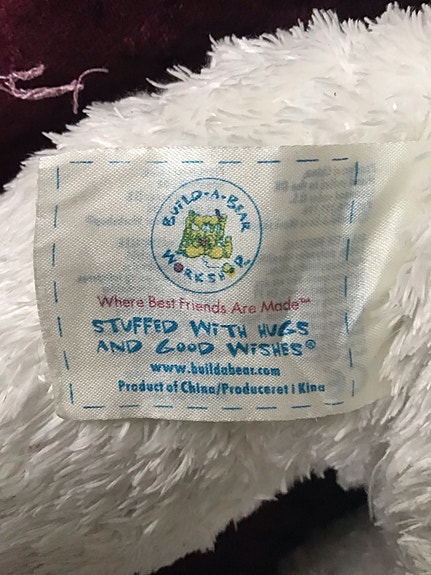 BUILD-A-BEAR
WORKSHOP
Where Best Friends Are Made™
STUFFED WITH HUGS
AND GOOD WISHES®
www.buildabear.com
Product of China/Produceret i Kina